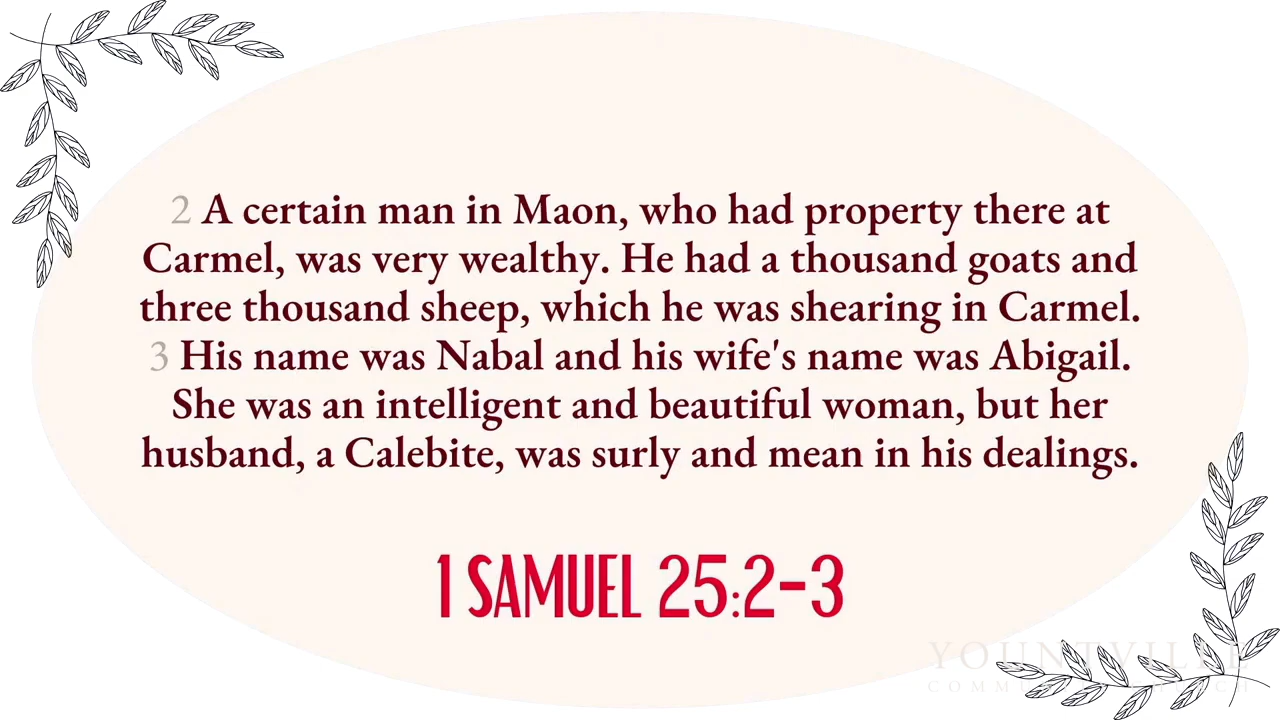 2 A certain man in Maon, who had property there at
Carmel, was very wealthy. He had a thousand goats and
three thousand sheep, which he was shearing in Carmel.
3 His name was Nabal and his wife's name was Abigail.
She was an intelligent and beautiful woman, but her
husband, a Calebite, was surly and mean in his dealings.
1 SAMUEL 25:2-3
YOUNTVILLE